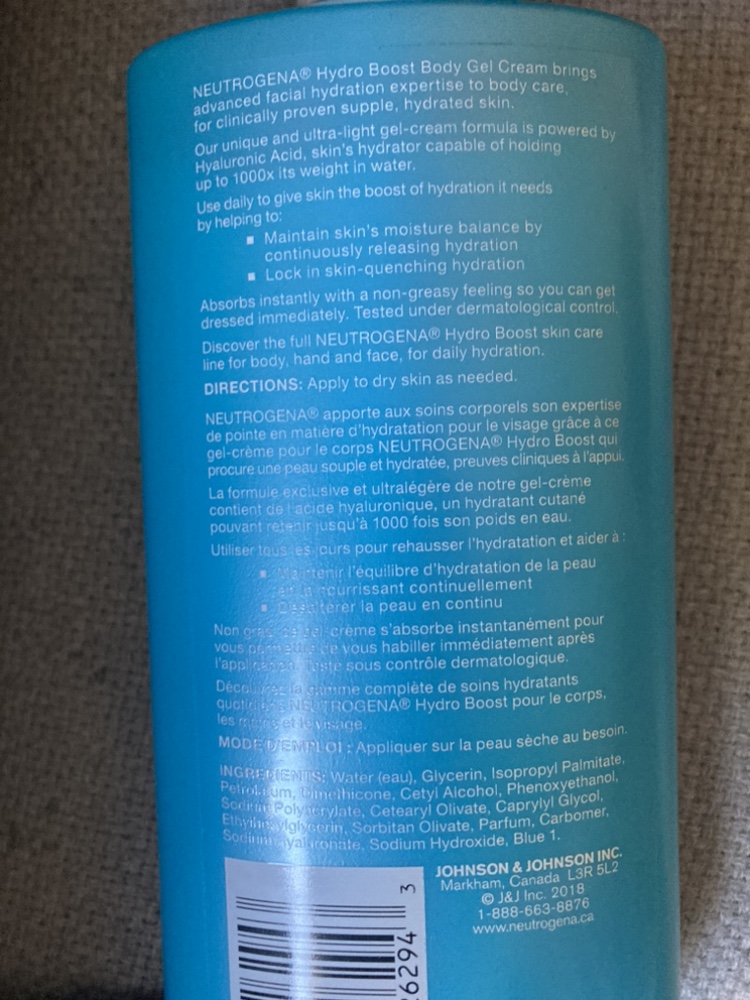 NEUTROGENA® Hydro Boost Body Gel Cream brings
advanced facial hydration expertise to body care,
for clinically proven supple, hydrated skin.
Our unique and ultra-light gel-cream formula is powered by
Hyaluronic Acid, skin's hydrator capable of holding
up to 1000x its weight in water.
Use daily to give skin the boost of hydration it needs
by helping to:
▪ Maintain skin's moisture balance by
continuously releasing hydration
▪ Lock in skin-quenching hydration
Absorbs instantly with a non-greasy feeling so you can get
dressed immediately. Tested under dermatological control.
Discover the full NEUTROGENA® Hydro Boost skin care
line for body, hand and face, for daily hydration.
DIRECTIONS: Apply to dry skin as needed.
NEUTROGENA® apporte aux soins corporels son expertise
de pointe en matière d'hydratation pour le visage grâce à ce
gel-crème pour le corps NEUTROGENA® Hydro Boost qui
procure une peau souple et hydratée, preuves cliniques à l'appui.
La formule exclusive et ultralégère de notre gel-crème
contient de l'acide hyaluronique, un hydratant cutané
pouvant retenir jusqu'à 1000 fois son poids en eau.
Utiliser tous les jours pour rehausser l'hydratation et aider à :
▪ Maintenir l'équilibre d'hydratation de la peau
en la nourrissant continuellement
▪ Désaltérer la peau en continu
Non gras, ce gel-crème s'absorbe instantanément pour
vous permettre de vous habiller immédiatement après
l'application. Testé sous contrôle dermatologique.
Découvrez la gamme complète de soins hydratants
quotidiens NEUTROGENA® Hydro Boost pour le corps,
les mains et le visage.
MODE D'EMPLOI : Appliquer sur la peau sèche au besoin.
INGREDIENTS: Water (eau), Glycerin, Isopropyl Palmitate,
Petrolatum, Dimethicone, Cetyl Alcohol, Phenoxyethanol,
Sodium Polyacrylate, Cetearyl Olivate, Caprylyl Glycol,
Ethylhexylglycerin, Sorbitan Olivate, Parfum, Carbomer,
Sodium Hyaluronate, Sodium Hydroxide, Blue 1.
JOHNSON & JOHNSON INC.
Markham, Canada L3R 5L2
© J&J Inc. 2018
1-888-663-8876
www.neutrogena.ca
26294 3